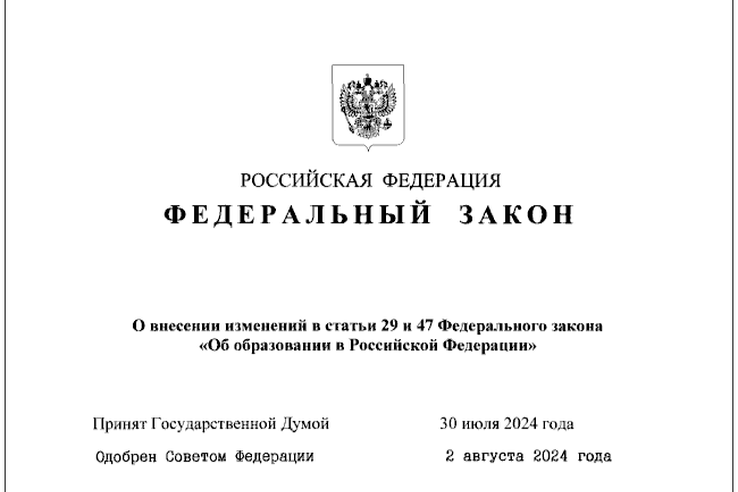 РОССИЙСКАЯ ФЕДЕРАЦИЯ
ФЕДЕРАЛЬНЫЙ ЗАКОН
О внесении изменений в статьи 29 и 47 Федерального закона
«Об образовании в Российской Федерации»
Принят Государственной Думой 30 июля 2024 года
Одобрен Советом Федерации 2 августа 2024 года